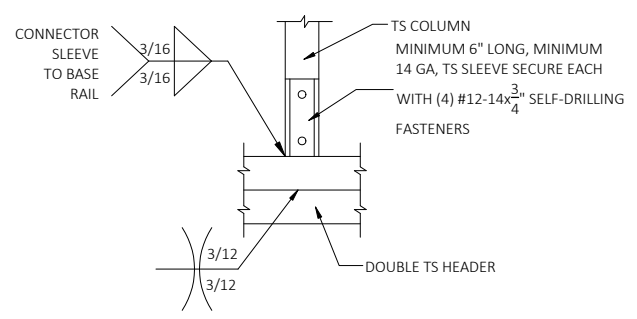 CONNECTOR
SLEEVE
TO BASE
RAIL
3/16
3/16
TS COLUMN
MINIMUM 6" LONG, MINIMUM
14 GA, TS SLEEVE SECURE EACH
WITH (4) #12-14x3/4" SELF-DRILLING
FASTENERS
3/12
3/12
DOUBLE TS HEADER